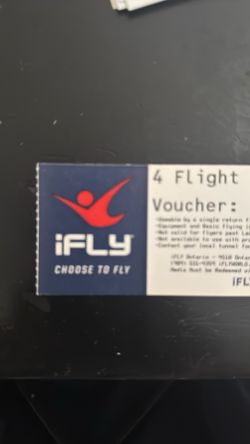 4 Flight
Voucher:
iFLY
CHOOSE TO FLY
-Useable by a single return
-Equipment and Basic flying
-Not valid for flyers past
-Not available to use with
-Contact your local tunnel
iFLY Ontario - 4510
Media Must be Redeemed
iFLY